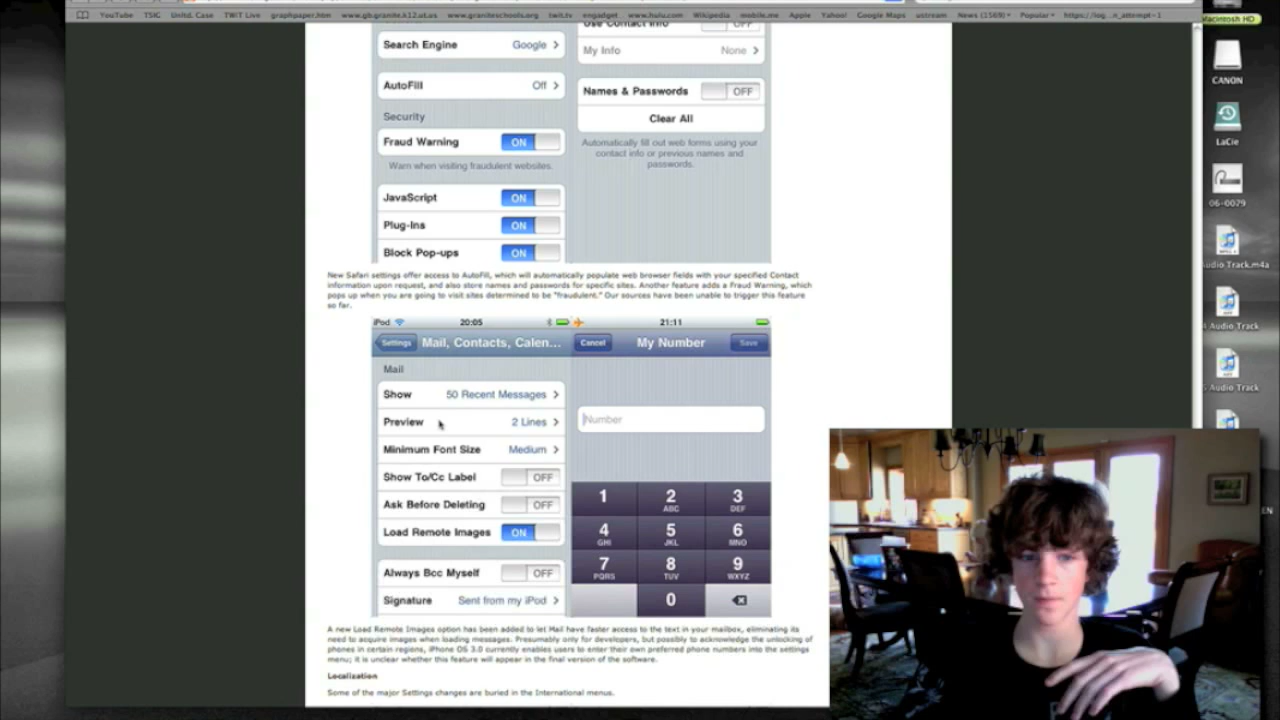 YouTube TSIG Unltd. Case TWiT Live graphpaper.htm www.gb.granite.k12.ut.us www.graniteschools.org twit.tv engadget www.hulu.com Wikipedia mobile.me Apple Yahoo! Google Maps ustream News (1569) Popular https://log...n_attempt=1
Macintosh HD
Use Contact Info OFF
Search Engine Google
My Info None
CANON
AutoFill Off
Names & Passwords OFF
Security
Clear All
LaCie
Fraud Warning ON
Automatically fill out web forms using your
contact info or previous names and
passwords.
Warn when visiting fraudulent websites.
JavaScript ON
06-0079
Plug-Ins ON
Block Pop-ups ON
udio Track.m4a
New Safari settings offer access to AutoFill, which will automatically populate web browser fields with your specified Contact
information upon request, and also store names and passwords for specific sites. Another feature adds a Fraud Warning, which
pops up when you are going to visit sites determined to be "fraudulent." Our sources have been unable to trigger this feature
so far.
iPod 20:05
21:11
Audio Track
Settings Mail, Contacts, Calen...
Cancel My Number Save
Mail
Show 50 Recent Messages
Audio Track
Preview 2 Lines
Number
Minimum Font Size Medium
Show To/Cc Label OFF
Ask Before Deleting OFF
Load Remote Images ON
Always Bcc Myself OFF
Signature Sent from my iPod
1 2 ABC 3 DEF
4 GHI 5 JKL 6 MNO
7 PQRS 8 TUV 9 WXYZ
0
EN
A new Load Remote Images option has been added to let Mail have faster access to the text in your mailbox, eliminating its
need to acquire images when loading messages. Presumably only for developers, but possibly to acknowledge the unlocking of
phones in certain regions, iPhone OS 3.0 currently enables users to enter their own preferred phone numbers into the settings
menu; it is unclear whether this feature will appear in the final version of the software.
Localization
Some of the major Settings changes are buried in the International menus.